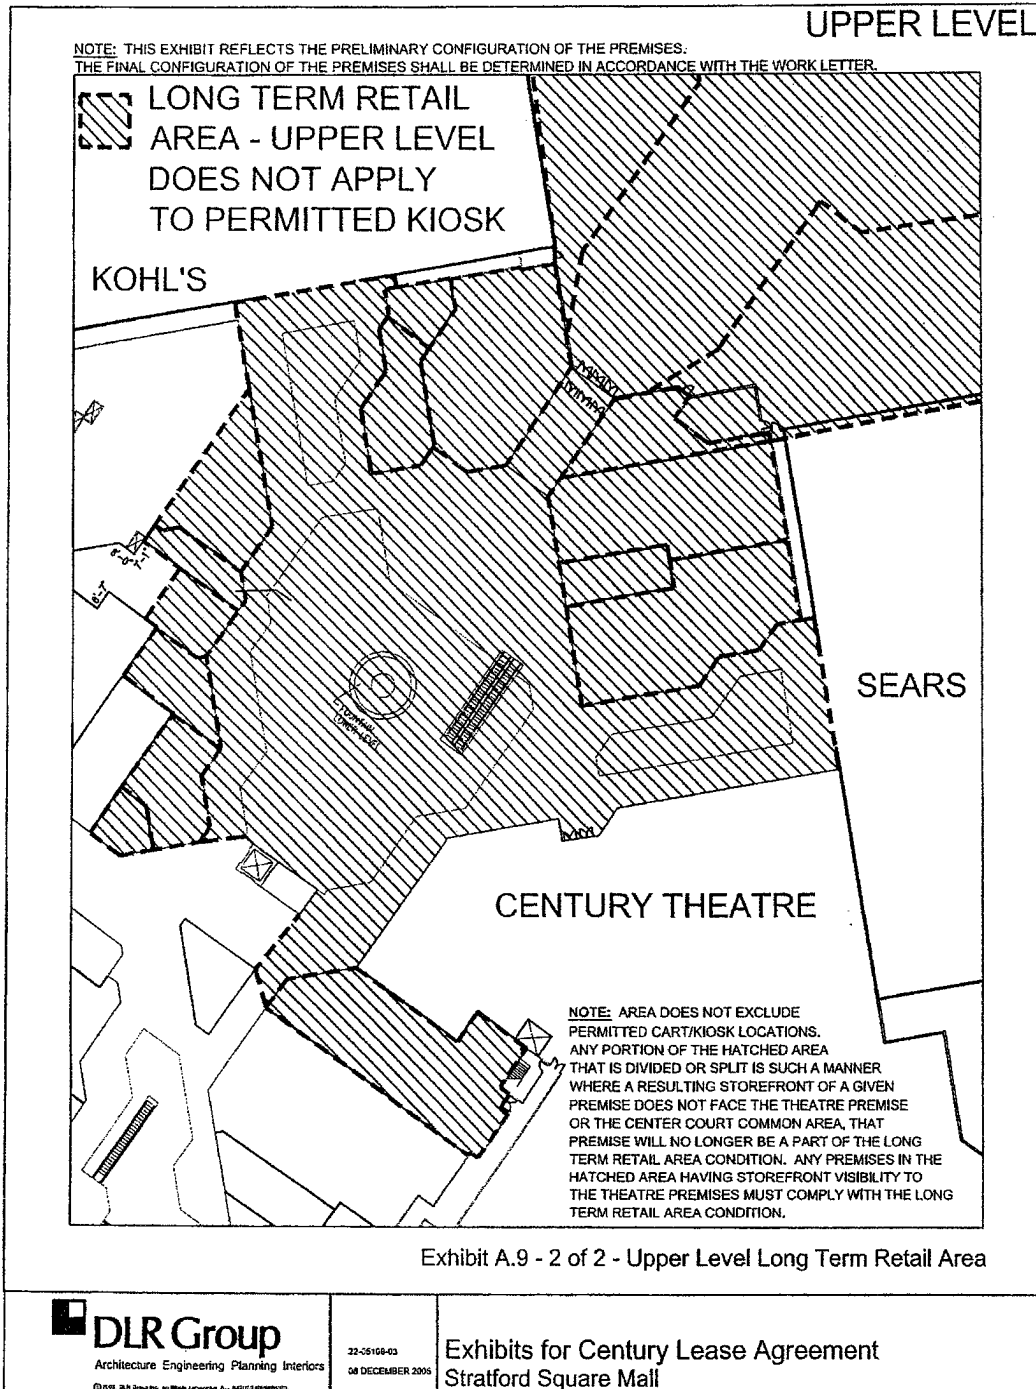 UPPER LEVEL
NOTE: THIS EXHIBIT REFLECTS THE PRELIMINARY CONFIGURATION OF THE PREMISES.
THE FINAL CONFIGURATION OF THE PREMISES SHALL BE DETERMINED IN ACCORDANCE WITH THE WORK LETTER.
LONG TERM RETAIL
AREA - UPPER LEVEL
DOES NOT APPLY
TO PERMITTED KIOSK
KOHL'S
SEARS
CENTURY THEATRE
NOTE: AREA DOES NOT EXCLUDE
PERMITTED CART/KIOSK LOCATIONS.
ANY PORTION OF THE HATCHED AREA
THAT IS DIVIDED OR SPLIT IS SUCH A MANNER
WHERE A RESULTING STOREFRONT OF A GIVEN
PREMISE DOES NOT FACE THE THEATRE PREMISE
OR THE CENTER COURT COMMON AREA, THAT
PREMISE WILL NO LONGER BE A PART OF THE LONG
TERM RETAIL AREA CONDITION. ANY PREMISES IN THE
HATCHED AREA HAVING STOREFRONT VISIBILITY TO
THE THEATRE PREMISES MUST COMPLY WITH THE LONG
TERM RETAIL AREA CONDITION.
Exhibit A.9 - 2 of 2 - Upper Level Long Term Retail Area
DLR Group
Architecture Engineering Planning Interiors
08 DECEMBER 2005
Exhibits for Century Lease Agreement
Stratford Square Mall